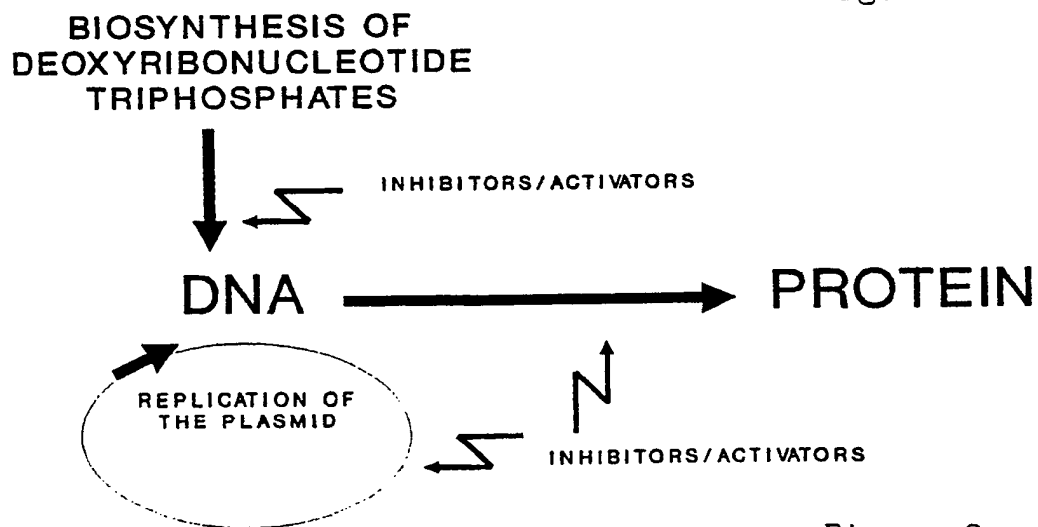 BIOSYNTHESIS OF
DEOXYRIBONUCLEOTIDE
TRIPHOSPHATES
INHIBITORS/ACTIVATORS
DNA
PROTEIN
REPLICATION OF
THE PLASMID
INHIBITORS/ACTIVATORS